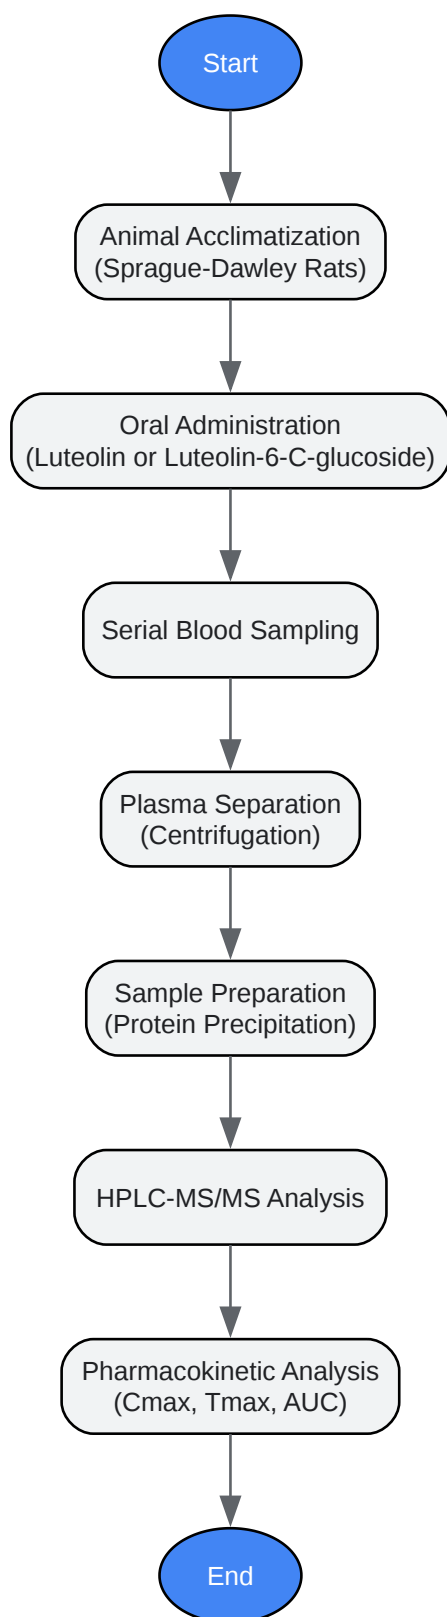 Start
Animal Acclimatization
(Sprague-Dawley Rats)
Oral Administration
(Luteolin or Luteolin-6-C-glucoside)
Serial Blood Sampling
Plasma Separation
(Centrifugation)
Sample Preparation
(Protein Precipitation)
HPLC-MS/MS Analysis
Pharmacokinetic Analysis
(Cmax, Tmax, AUC)
End